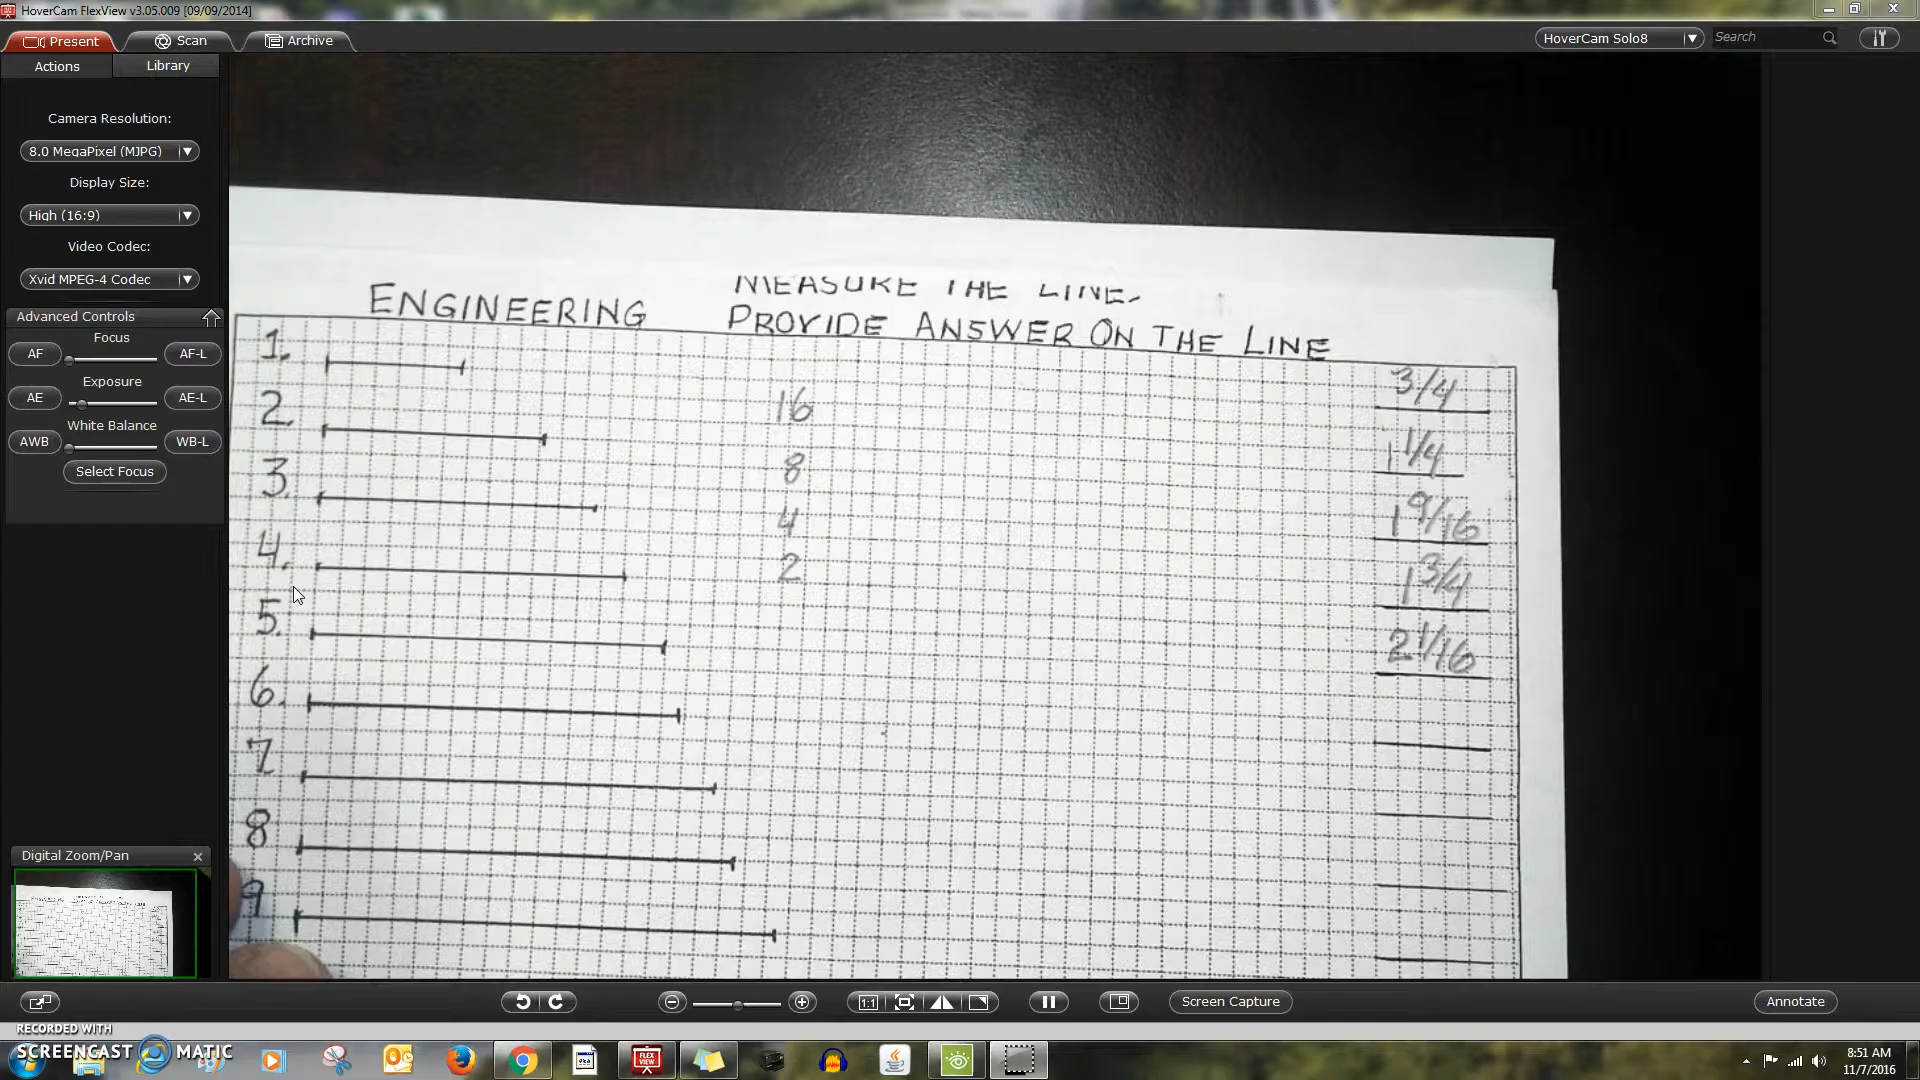 HoverCam FlexView v3.05.009 [09/09/2014]
Present
Scan
Archive
HoverCam Solo8
Search
Actions
Library
Camera Resolution:
8.0 MegaPixel (MJPG)
Display Size:
High (16:9)
Video Codec:
Xvid MPEG-4 Codec
Advanced Controls
Focus
AF
AF-L
Exposure
AE
AE-L
White Balance
AWB
WB-L
Select Focus
Digital Zoom/Pan
ENGINEERING
MEASURE THE LINE.
PROVIDE ANSWER ON THE LINE
1.
3/4
2.
16
1 1/4
3.
8
1 9/16
4.
4
2
1 3/4
5.
2 1/16
6.
7
8
9
1:1
Screen Capture
Annotate
RECORDED WITH
SCREENCAST MATIC
FLEX VIEW
8:51 AM
11/7/2016